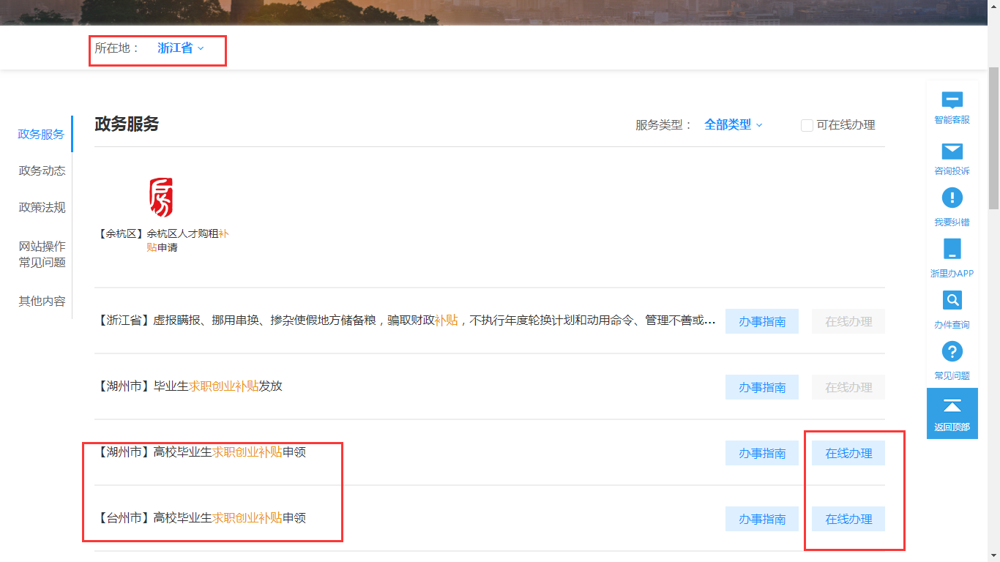 所在地： 浙江省
政务服务
政务动态
政策法规
网站操作
常见问题
其他内容
政务服务
服务类型： 全部类型 可在线办理
房
【余杭区】余杭区人才购租补
贴申请
【浙江省】虚报瞒报、挪用串换、掺杂使假地方储备粮，骗取财政补贴，不执行年度轮换计划和动用命令、管理不善或... 办事指南 在线办理
【湖州市】毕业生求职创业补贴发放 办事指南 在线办理
【湖州市】高校毕业生求职创业补贴申领 办事指南 在线办理
【台州市】高校毕业生求职创业补贴申领 办事指南 在线办理
智能客服
咨询投诉
我要纠错
浙里办APP
办件查询
常见问题
返回顶部